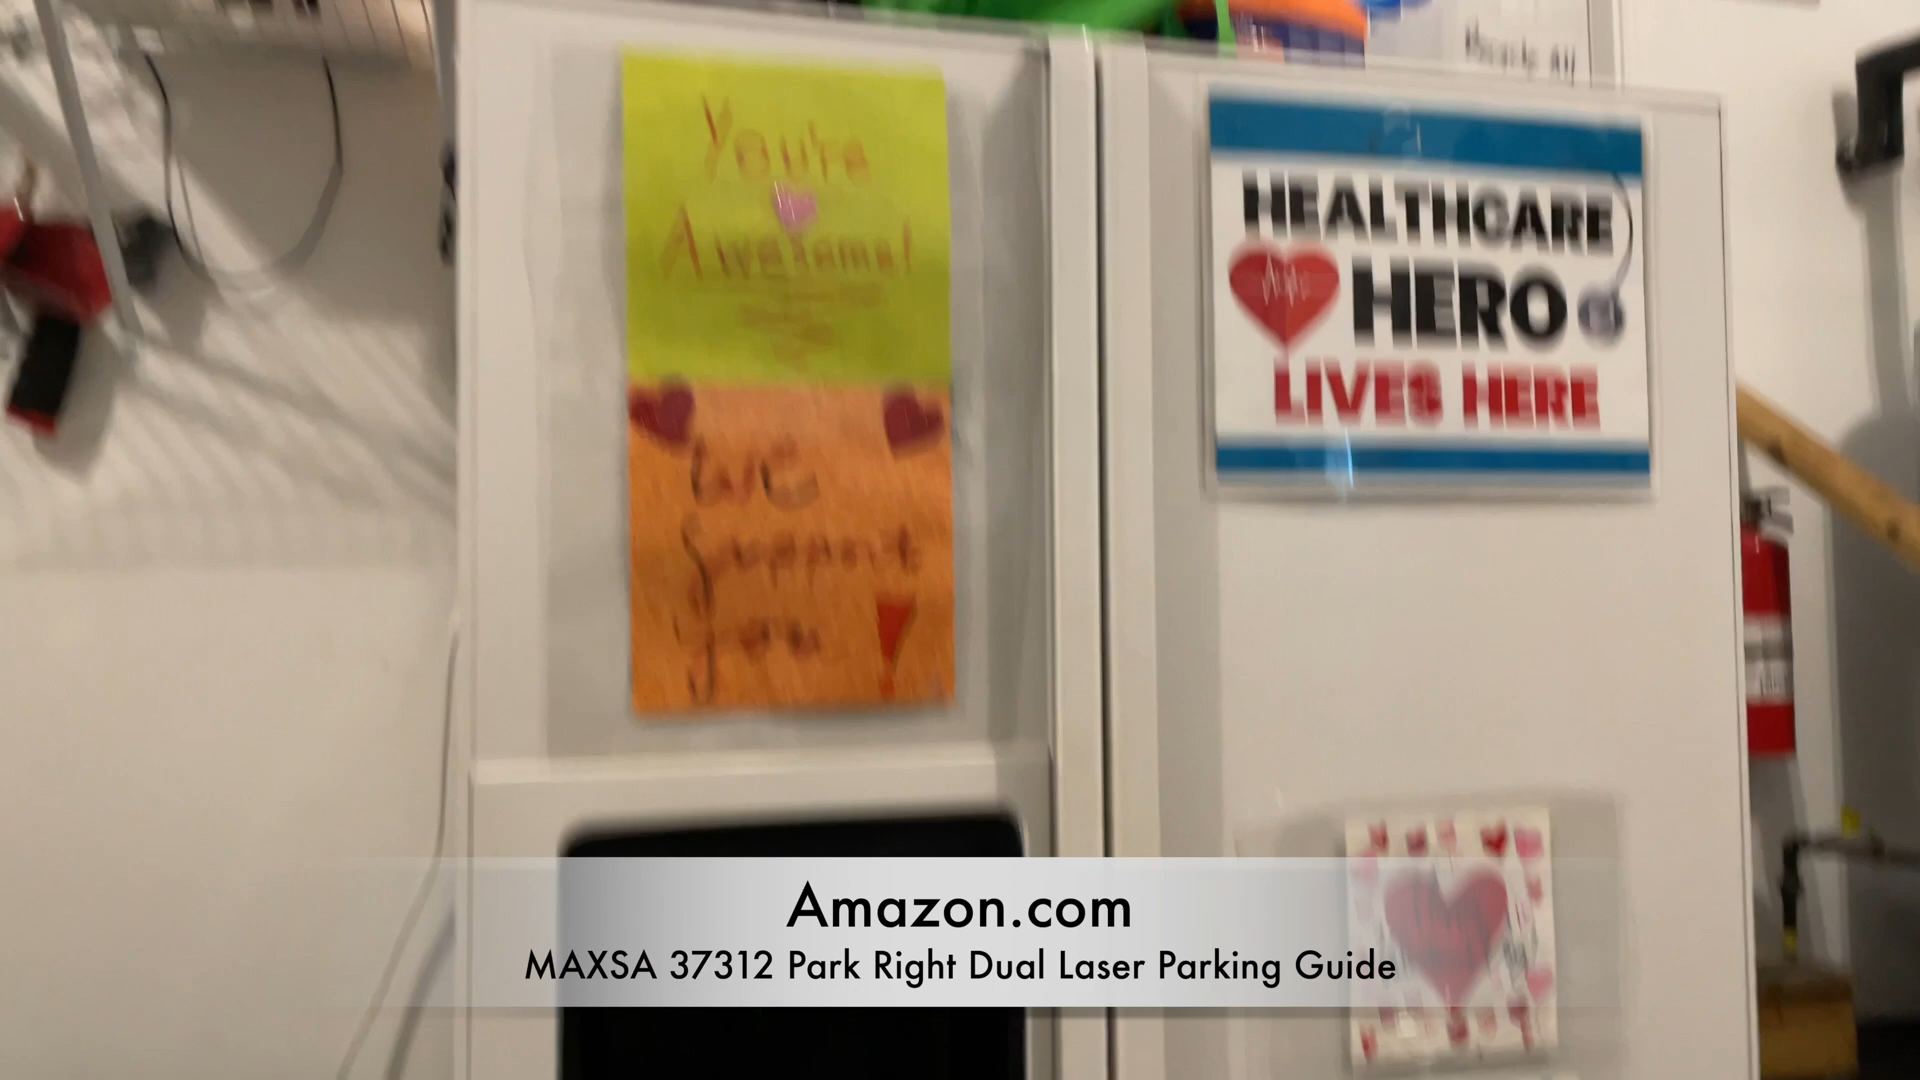 You're
Awesome!
WE
Support
you
HEALTHCARE
HERO
LIVES HERE
Amazon.com
MAXSA 37312 Park Right Dual Laser Parking Guide